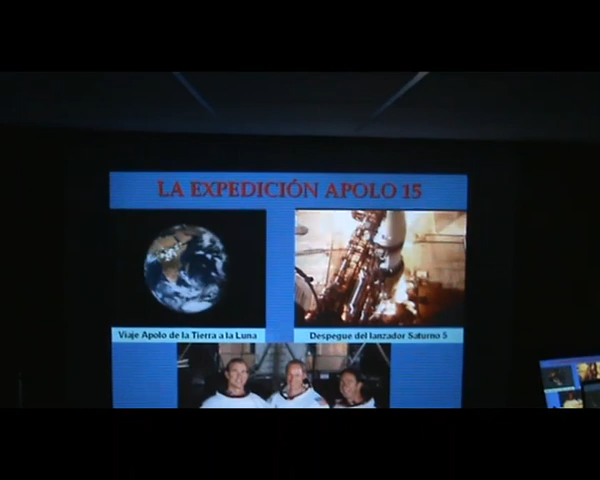 LA EXPEDICIÓN APOLO 15
Viaje Apolo de la Tierra a la Luna
Despegue del lanzador Saturno 5